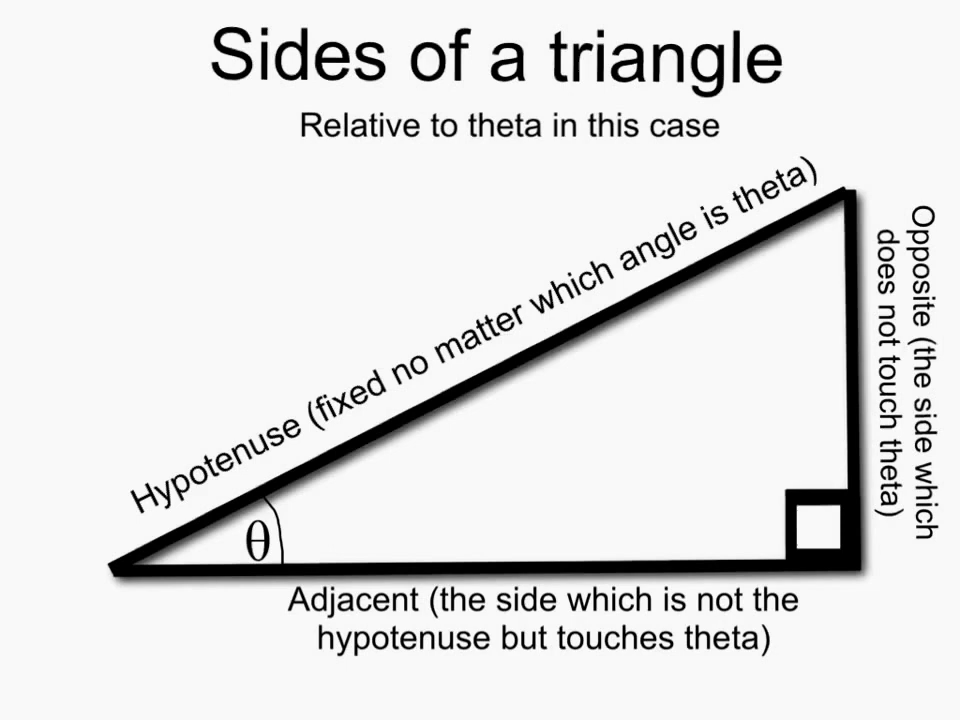 Sides of a triangle
Relative to theta in this case
Hypotenuse (fixed no matter which angle is theta)
Opposite (the side which
does not touch theta)
θ
Adjacent (the side which is not the
hypotenuse but touches theta)